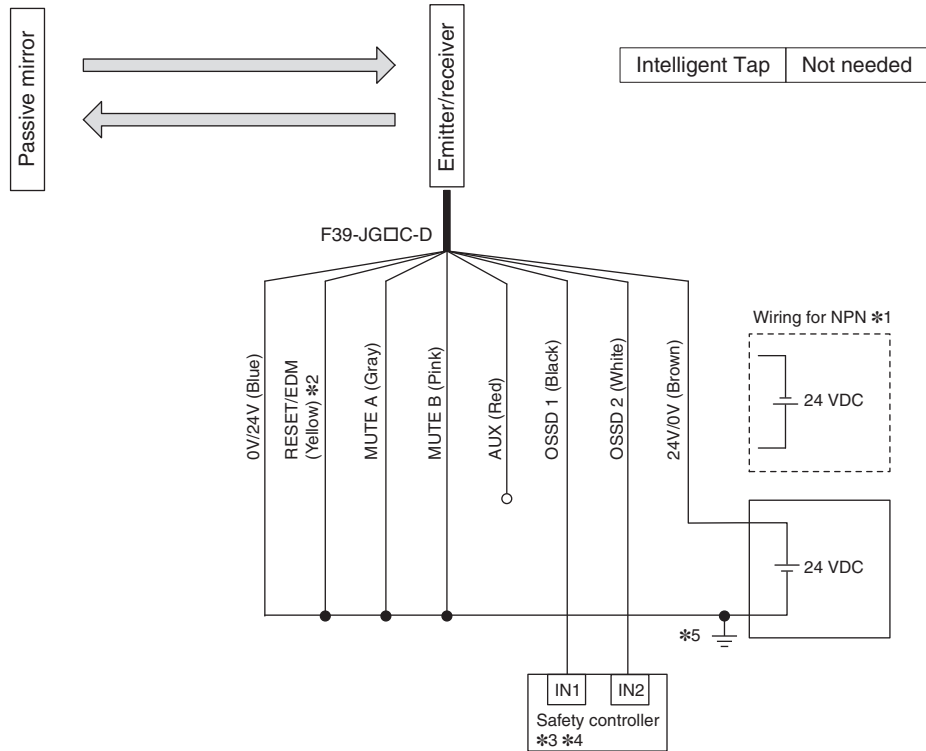 Passive mirror
Emitter/receiver
Intelligent Tap Not needed
F39-JG□C-D
0V/24V (Blue)
RESET/EDM
(Yellow) ✱2
MUTE A (Gray)
MUTE B (Pink)
AUX (Red)
OSSD 1 (Black)
OSSD 2 (White)
24V/0V (Brown)
Wiring for NPN ✱1
24 VDC
24 VDC
✱5
IN1 IN2
Safety controller
✱3 ✱4